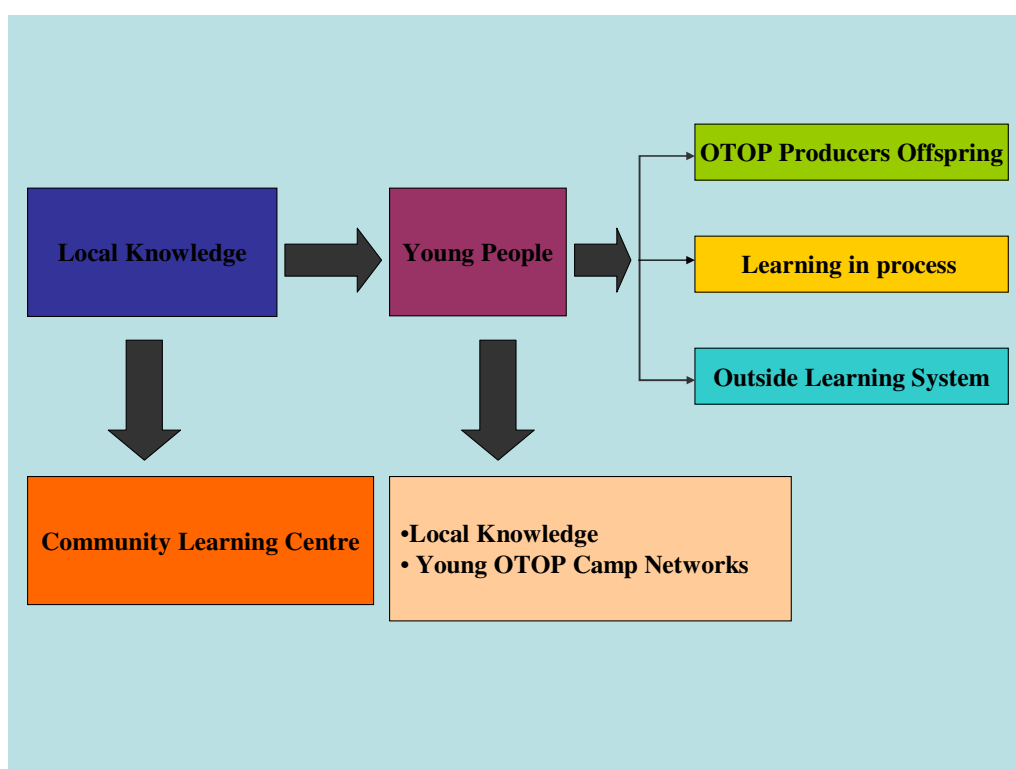 OTOP Producers Offspring
Local Knowledge
Young People
Learning in process
Outside Learning System
Community Learning Centre
•Local Knowledge
• Young OTOP Camp Networks